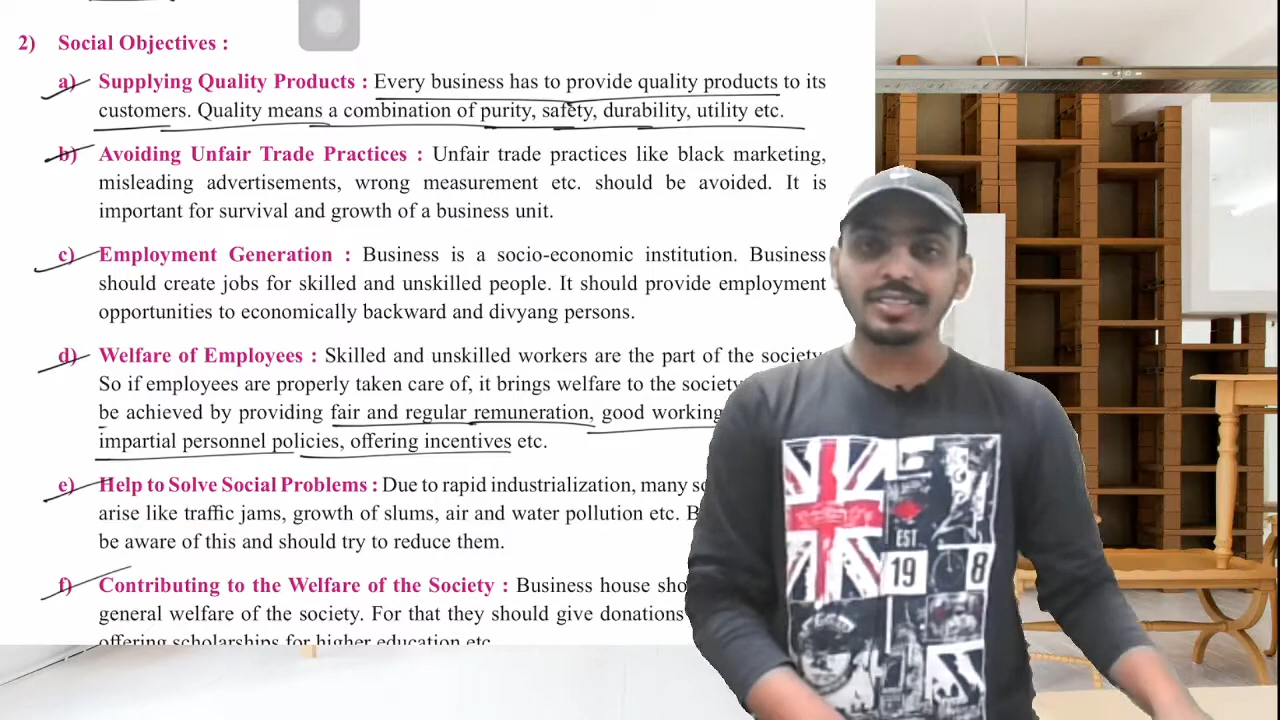 2) Social Objectives :
a) Supplying Quality Products : Every business has to provide quality products to its
customers. Quality means a combination of purity, safety, durability, utility etc.
b) Avoiding Unfair Trade Practices : Unfair trade practices like black marketing,
misleading advertisements, wrong measurement etc. should be avoided. It is
important for survival and growth of a business unit.
c) Employment Generation : Business is a socio-economic institution. Business
should create jobs for skilled and unskilled people. It should provide employment
opportunities to economically backward and divyang persons.
d) Welfare of Employees : Skilled and unskilled workers are the part of the society.
So if employees are properly taken care of, it brings welfare to the society
be achieved by providing fair and regular remuneration, good working
impartial personnel policies, offering incentives etc.
e) Help to Solve Social Problems : Due to rapid industrialization, many
arise like traffic jams, growth of slums, air and water pollution etc.
be aware of this and should try to reduce them.
f) Contributing to the Welfare of the Society : Business house
general welfare of the society. For that they should give donations
offering scholarships for higher education etc.
EST
19
8